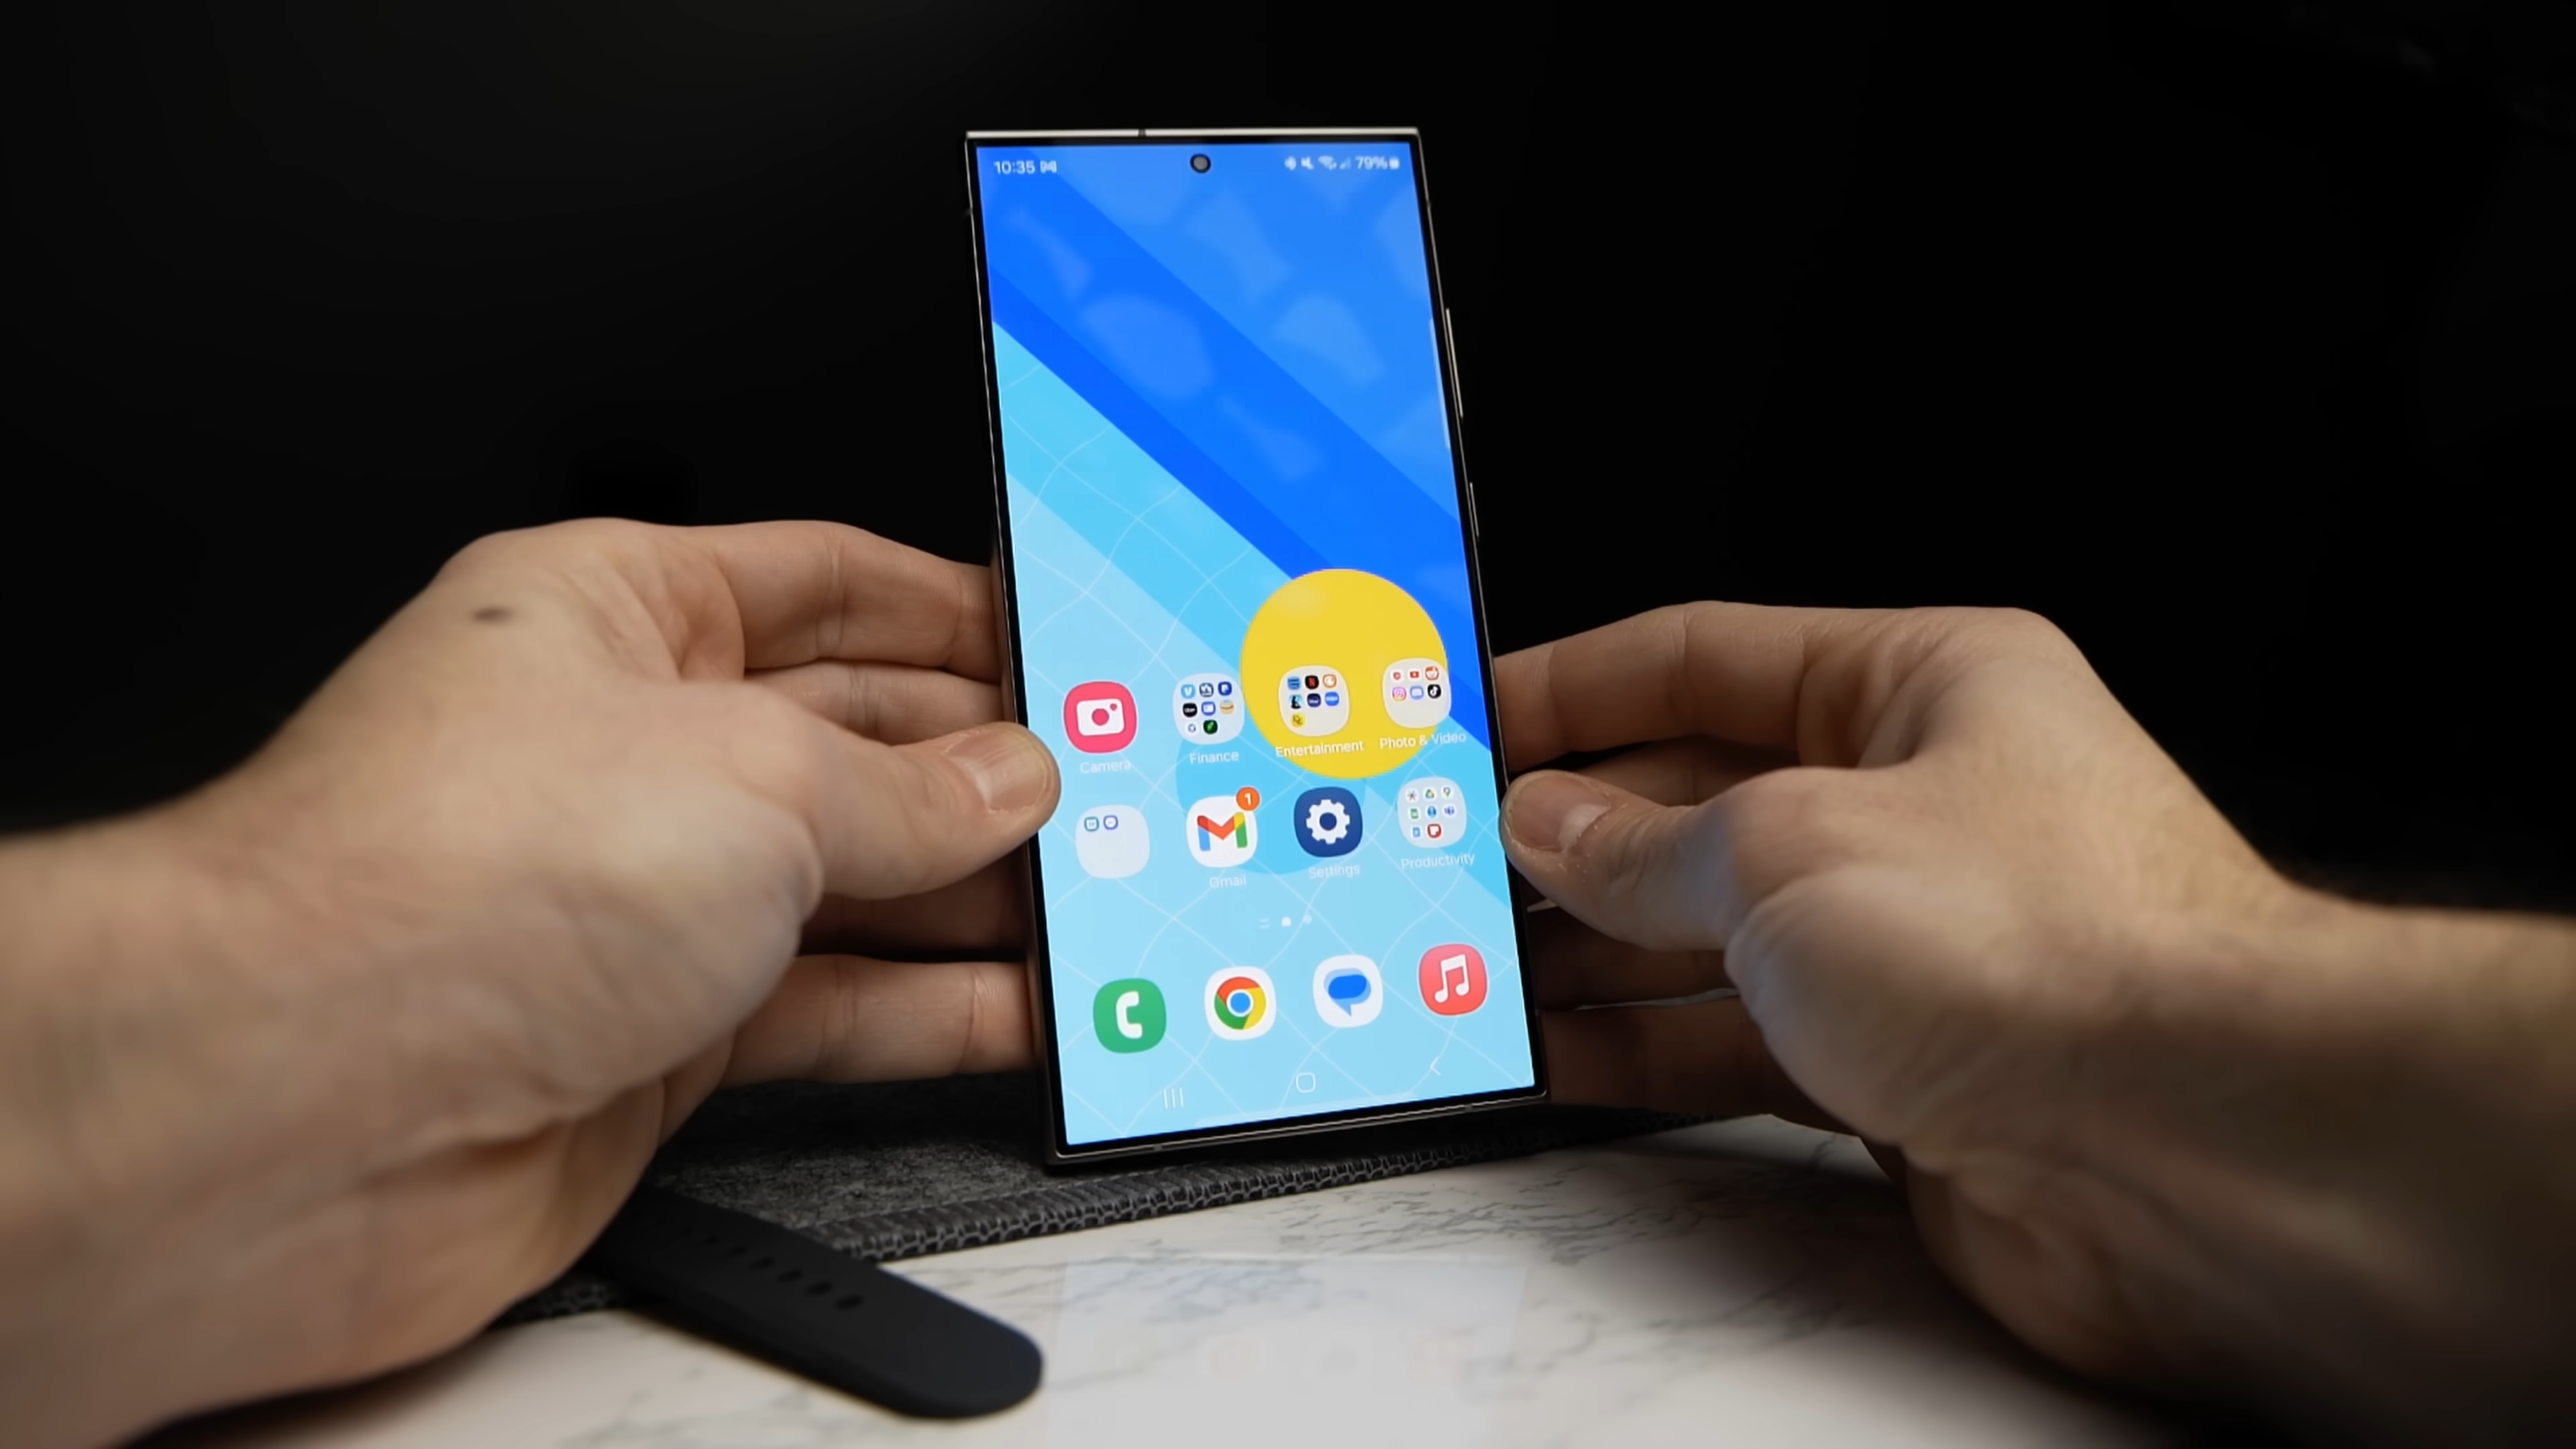 10:35
79%
Camera
Finance
Entertainment
Photo & Video
1
Gmail
Settings
Productivity